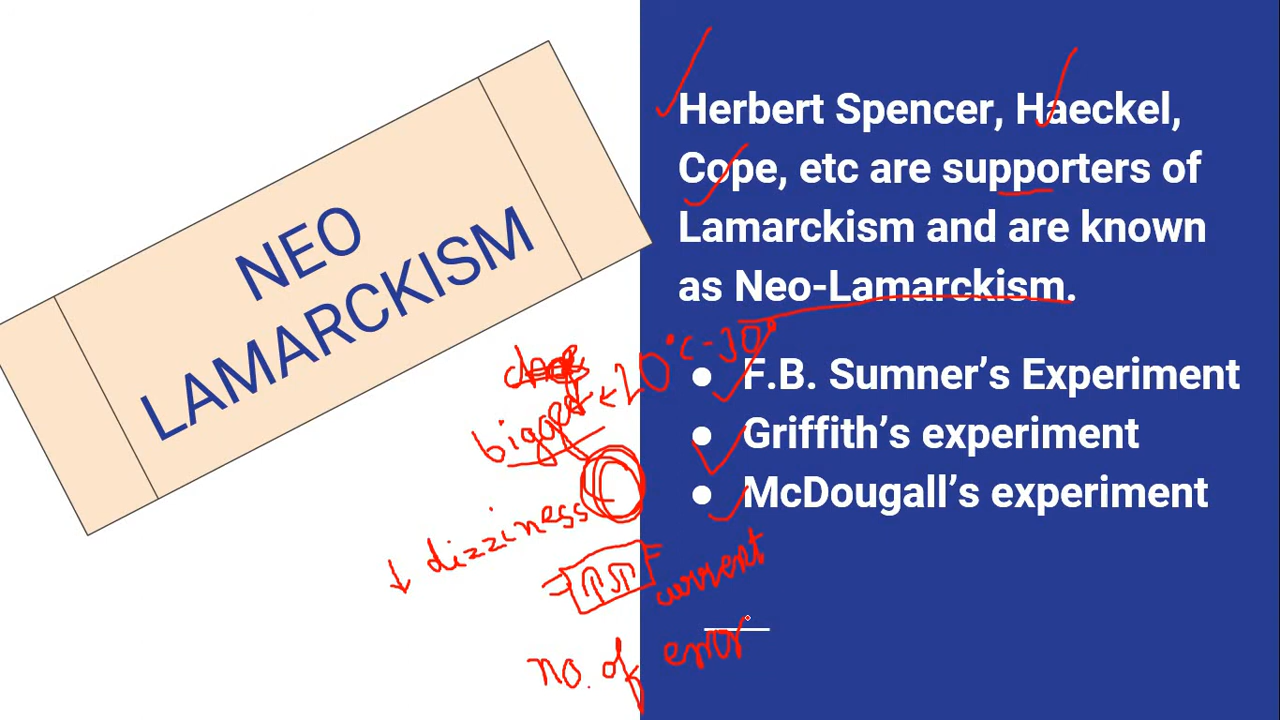 NEO
LAMARCKISM
Herbert Spencer, Haeckel,
Cope, etc are supporters of
Lamarckism and are known
as Neo-Lamarckism.
● F.B. Sumner's Experiment
● Griffith's experiment
● McDougall's experiment
20°C-30°
bigger
↓ dizziness
current
no. of error